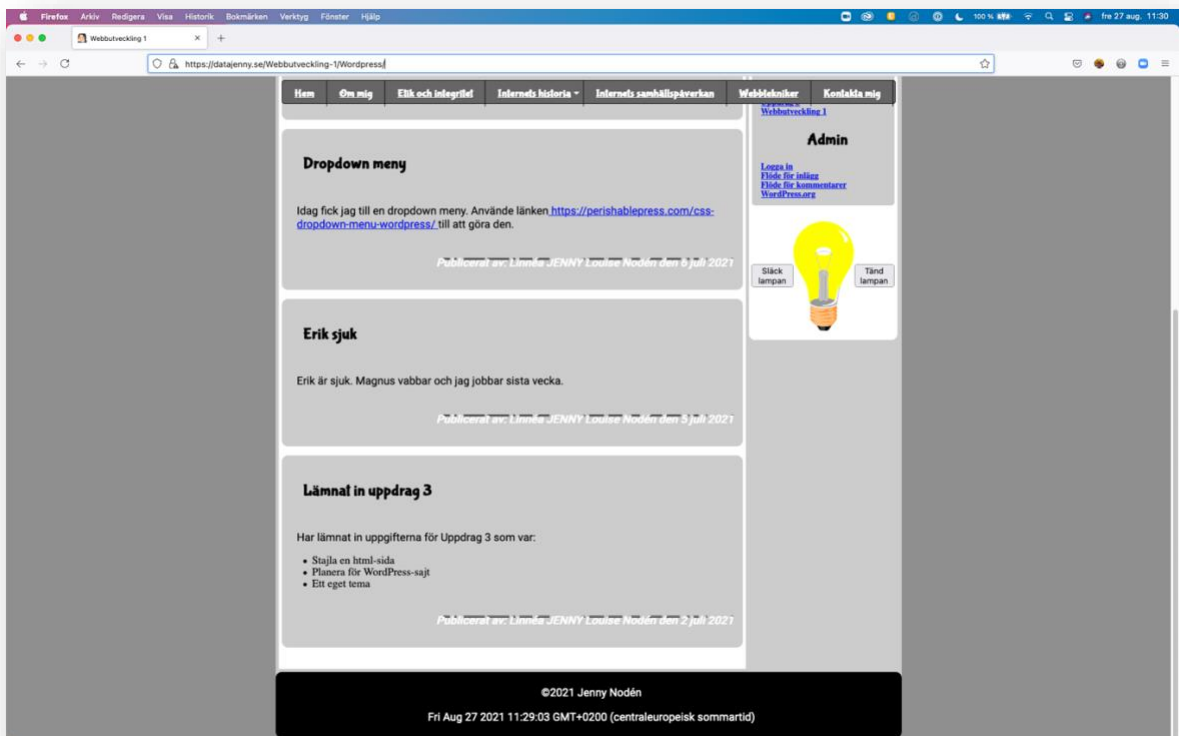 Firefox Arkiv Redigera Visa Historik Bokmärken Verktyg Fönster Hjälp 100 % fre 27 aug. 11:30
Webbutveckling 1
https://datajenny.se/Webbutveckling-1/Wordpress/
Hem Om mig Etik och integritet Internets historia Internets samhällspåverkan Webbtekniker Kontakta mig
Webbutveckling 1
Admin
Logga in
Flöde för inlägg
Flöde för kommentarer
WordPress.org
Släck
lampan
Tänd
lampan
Dropdown meny
Idag fick jag till en dropdown meny. Använde länken https://perishablepress.com/css-
dropdown-menu-wordpress/ till att göra den.
Publicerat av: Linnéa JENNY Louise Nodén den 6 juli 2021
Erik sjuk
Erik är sjuk. Magnus vabbar och jag jobbar sista vecka.
Publicerat av: Linnéa JENNY Louise Nodén den 5 juli 2021
Lämnat in uppdrag 3
Har lämnat in uppgifterna för Uppdrag 3 som var:
• Stajla en html-sida
• Planera för WordPress-sajt
• Ett eget tema
Publicerat av: Linnéa JENNY Louise Nodén den 2 juli 2021
©2021 Jenny Nodén
Fri Aug 27 2021 11:29:03 GMT+0200 (centraleuropeisk sommartid)